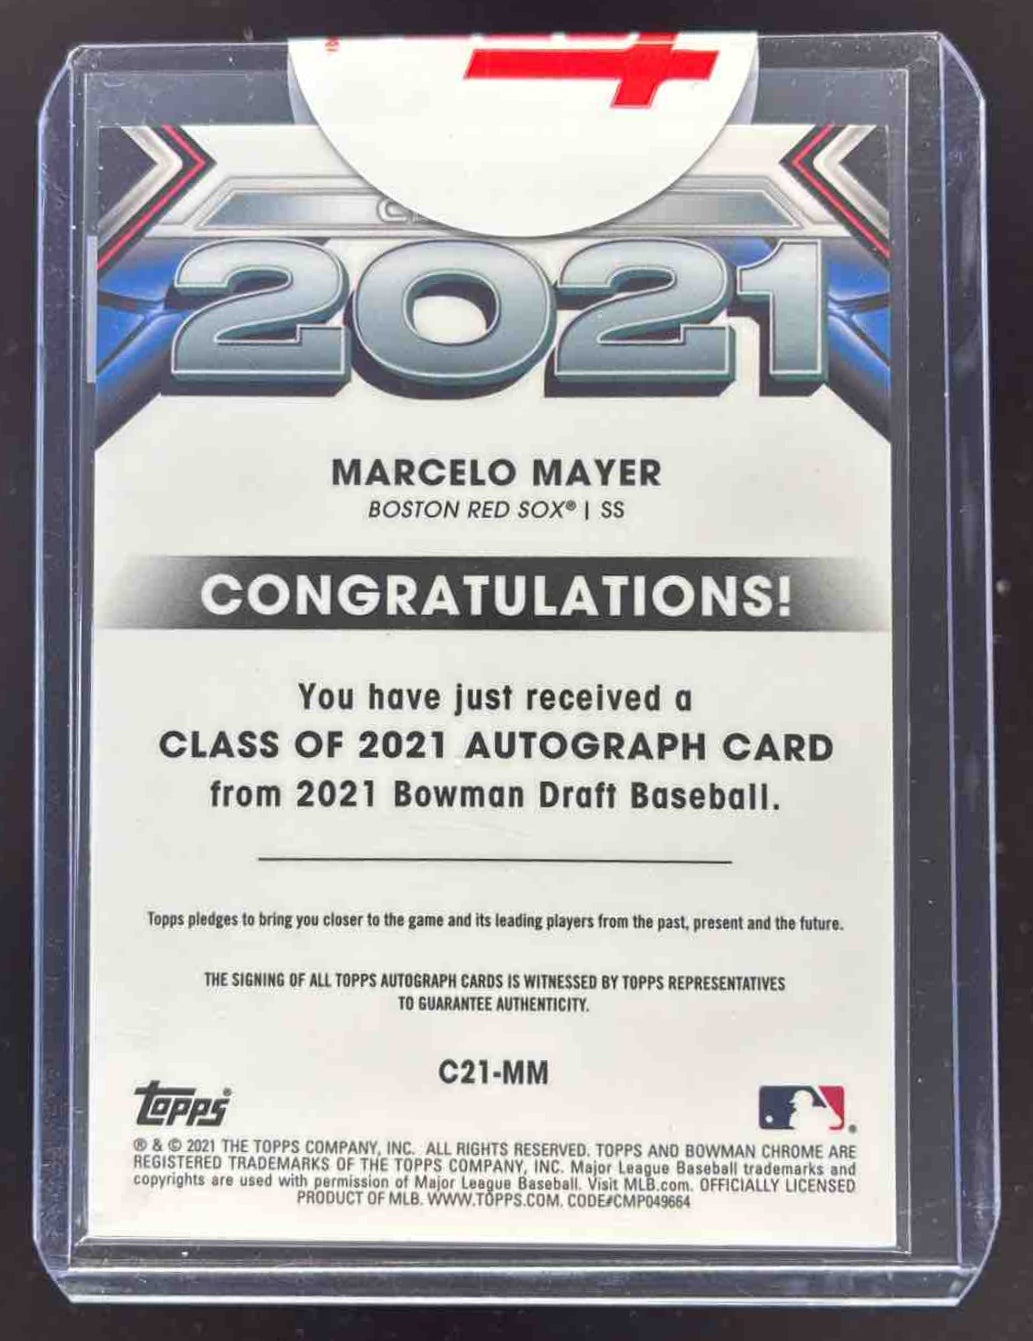 2021
MARCELO MAYER
BOSTON RED SOX® | SS
CONGRATULATIONS!
You have just received a
CLASS OF 2021 AUTOGRAPH CARD
from 2021 Bowman Draft Baseball.
Topps pledges to bring you closer to the game and its leading players from the past, present and the future.
THE SIGNING OF ALL TOPPS AUTOGRAPH CARDS IS WITNESSED BY TOPPS REPRESENTATIVES
TO GUARANTEE AUTHENTICITY.
C21-MM
Topps®
® & © 2021 THE TOPPS COMPANY, INC. ALL RIGHTS RESERVED. TOPPS AND BOWMAN CHROME ARE
REGISTERED TRADEMARKS OF THE TOPPS COMPANY, INC. Major League Baseball trademarks and
copyrights are used with permission of Major League Baseball. Visit MLB.com. OFFICIALLY LICENSED
PRODUCT OF MLB. WWW.TOPPS.COM. CODE#CMP049664